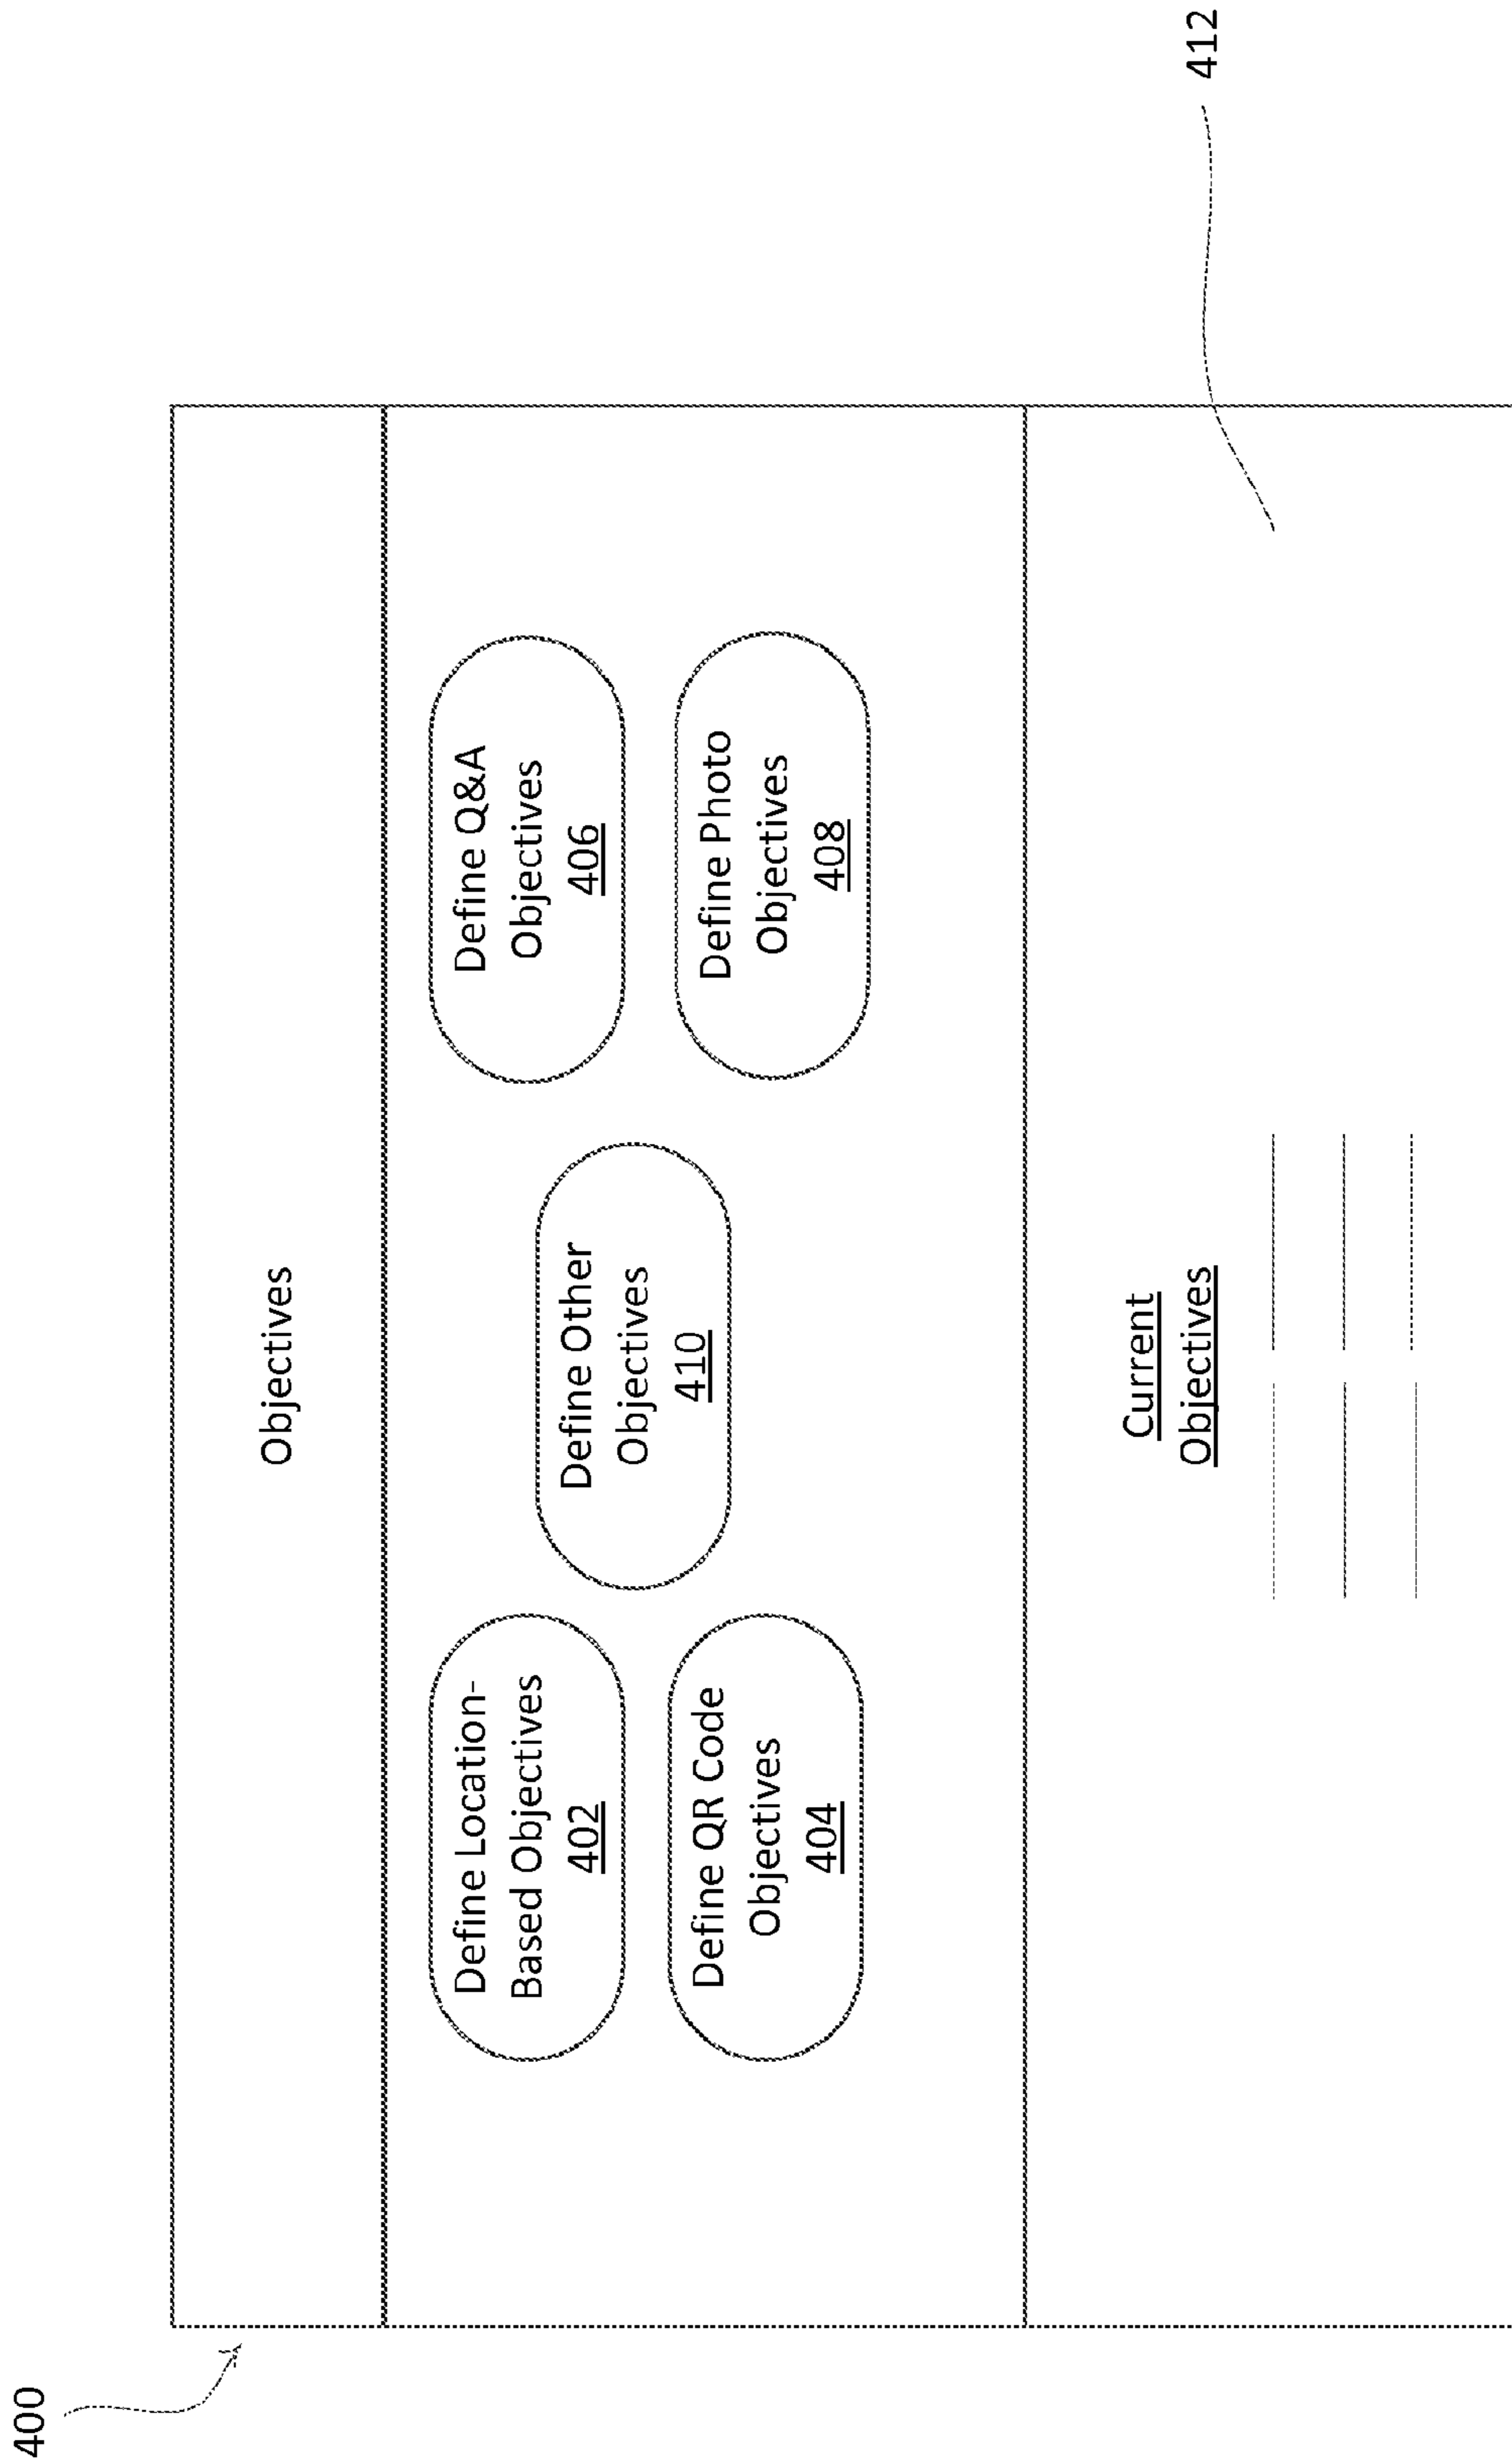 400
Objectives
Define Location-
Based Objectives
402
Define Q&A
Objectives
406
Define Other
Objectives
410
Define QR Code
Objectives
404
Define Photo
Objectives
408
Current
Objectives
412